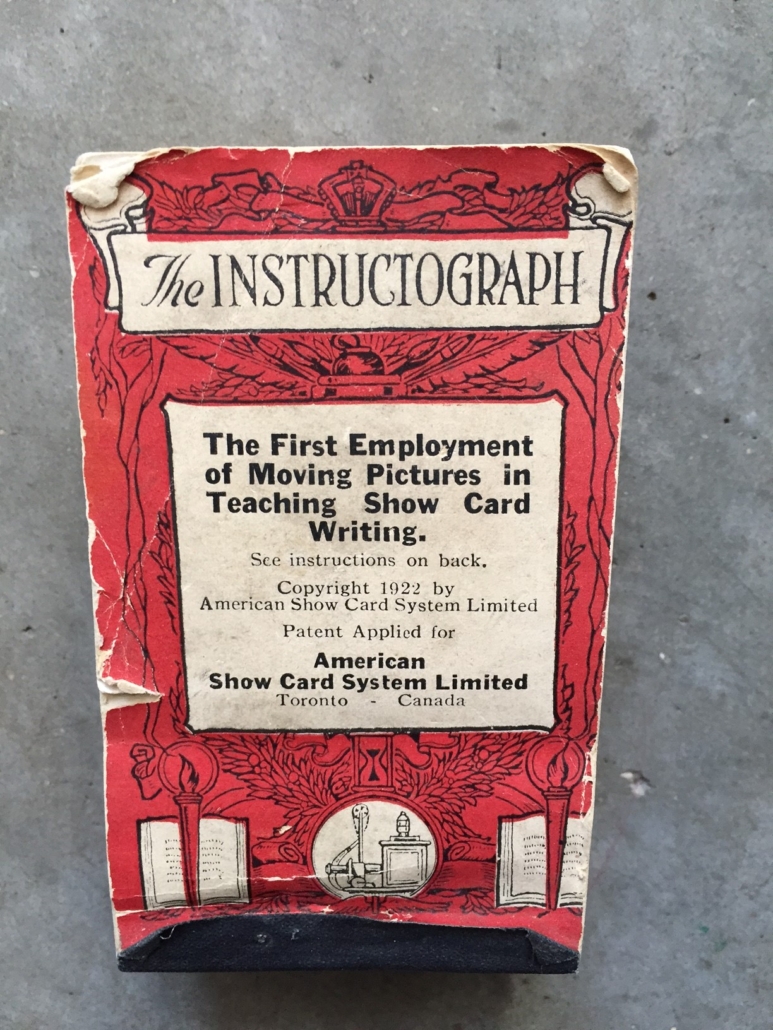 The INSTRUCTOGRAPH
The First Employment
of Moving Pictures in
Teaching Show Card
Writing.
See instructions on back.
Copyright 1922 by
American Show Card System Limited
Patent Applied for
American
Show Card System Limited
Toronto - Canada